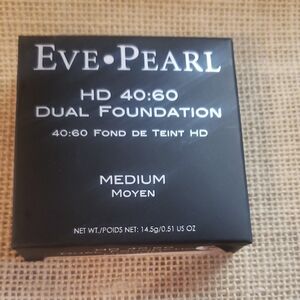 EVE•PEARL
HD 40:60
DUAL FOUNDATION
40:60 FOND DE TEINT HD
MEDIUM
MOYEN
NET WT./POIDS NET: 14.5g/0.51 US OZ